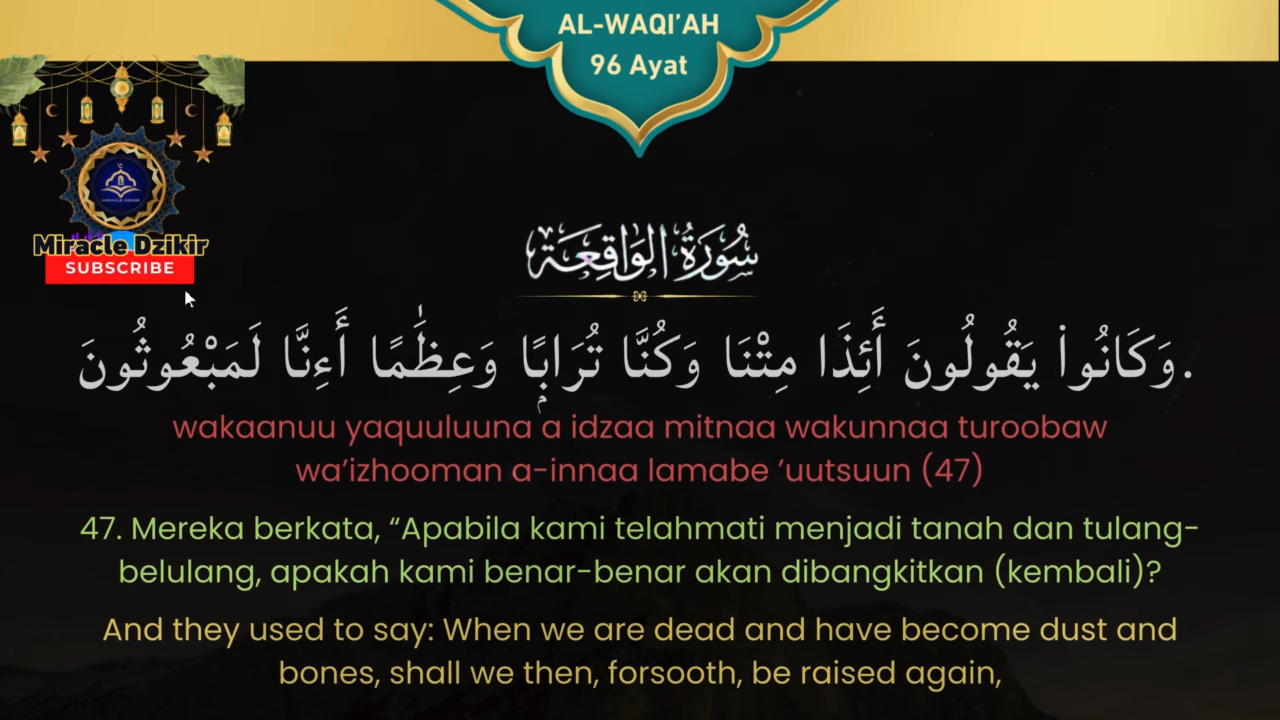 AL-WAQI’AH
96 Ayat
Miracle Dzikir
SUBSCRIBE
سُورَةُ الْوَاقِعَةِ
وَكَانُوا۟ يَقُولُونَ أَئِذَا مِتْنَا وَكُنَّا تُرَابًۭا وَعِظَٰمًا أَءِنَّا لَمَبْعُوثُونَ.
wakaanuu yaquuluuna a idzaa mitnaa wakunnaa turoobaw
wa’izhooman a-innaa lamabe ’uutsuun (47)
47. Mereka berkata, “Apabila kami telahmati menjadi tanah dan tulang-
belulang, apakah kami benar-benar akan dibangkitkan (kembali)?
And they used to say: When we are dead and have become dust and
bones, shall we then, forsooth, be raised again,